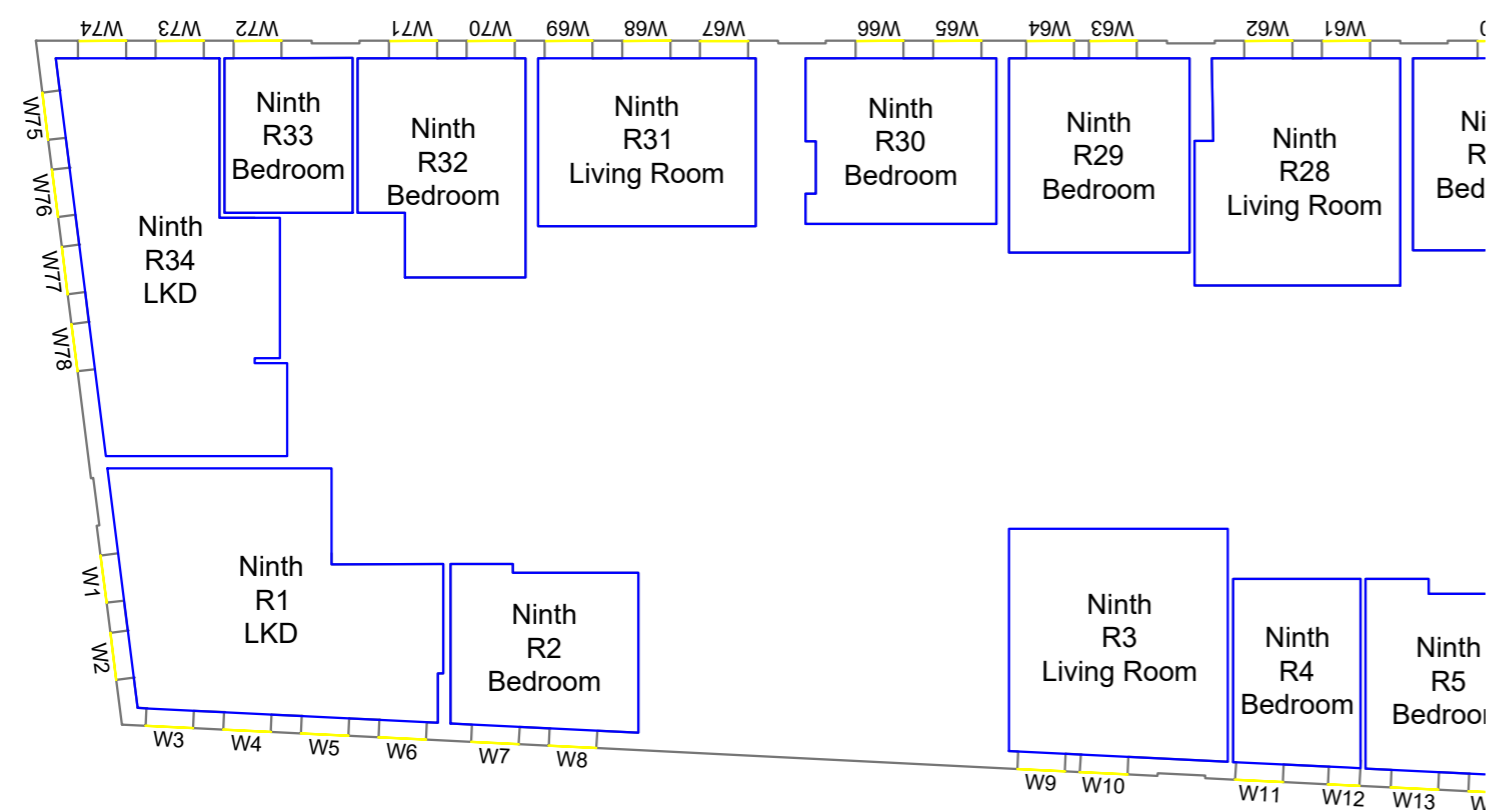 W74 W73 W72 W71 W70 W69 W68 W67 W66 W65 W64 W63 W62 W61
W75
W76
W77
W78
Ninth
R33
Bedroom
Ninth
R32
Bedroom
Ninth
R31
Living Room
Ninth
R30
Bedroom
Ninth
R29
Bedroom
Ninth
R28
Living Room
Ni
R
Bed
Ninth
R34
LKD
Ninth
R1
LKD
Ninth
R2
Bedroom
Ninth
R3
Living Room
Ninth
R4
Bedroom
Ninth
R5
Bedroo
W1
W2
W3 W4 W5 W6 W7 W8 W9 W10 W11 W12 W13 W